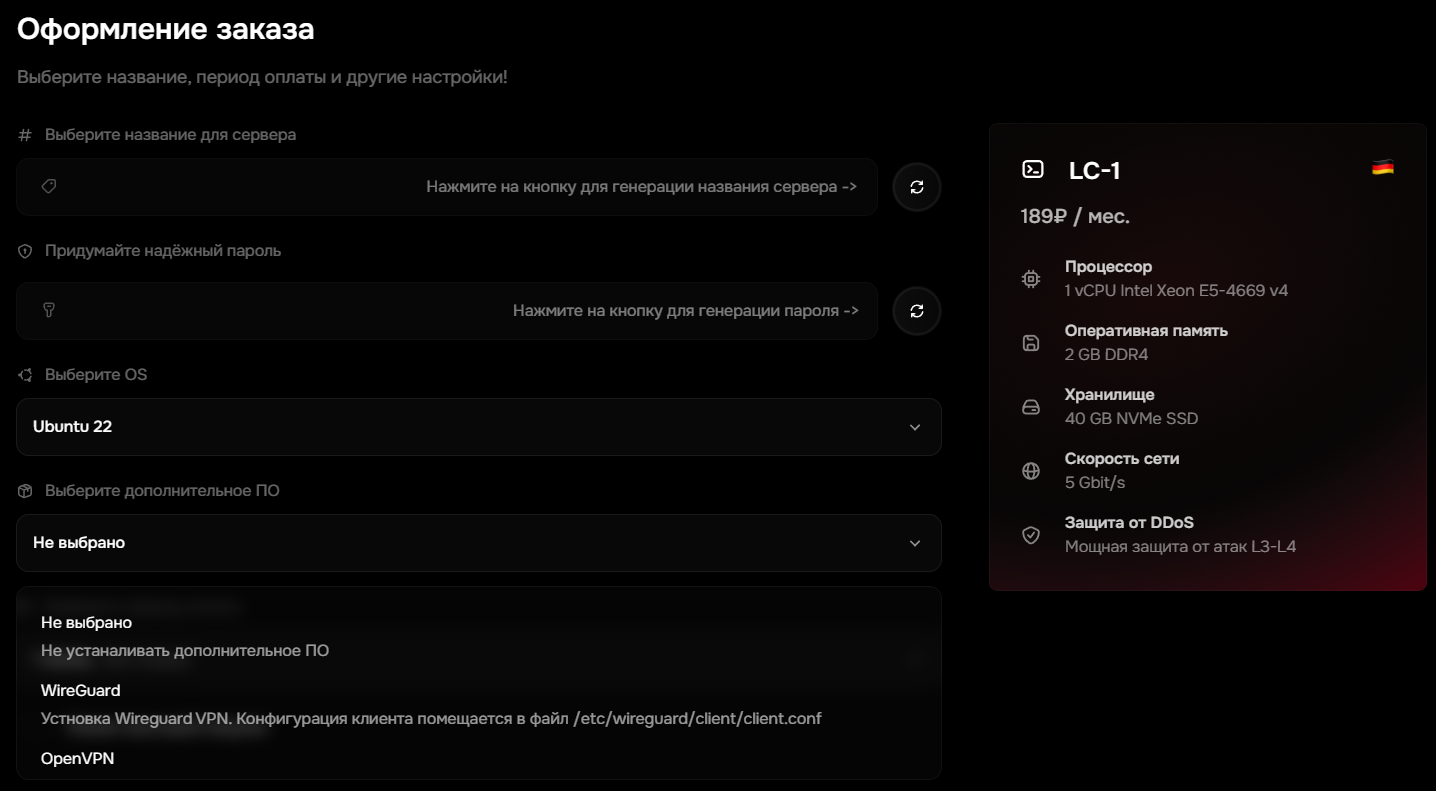 Оформление заказа
Выберите название, период оплаты и другие настройки!
Выберите название для сервера
Нажмите на кнопку для генерации названия сервера ->
Придумайте надёжный пароль
Нажмите на кнопку для генерации пароля ->
Выберите OS
Ubuntu 22
Выберите дополнительное ПО
Не выбрано
Не выбрано
Не устаналивать дополнительное ПО
WireGuard
Устновка Wireguard VPN. Конфигурация клиента помещается в файл /etc/wireguard/client/client.conf
OpenVPN
LC-1
189₽ / мес.
Процессор
1 vCPU Intel Xeon E5-4669 v4
Оперативная память
2 GB DDR4
Хранилище
40 GB NVMe SSD
Скорость сети
5 Gbit/s
Защита от DDoS
Мощная защита от атак L3-L4